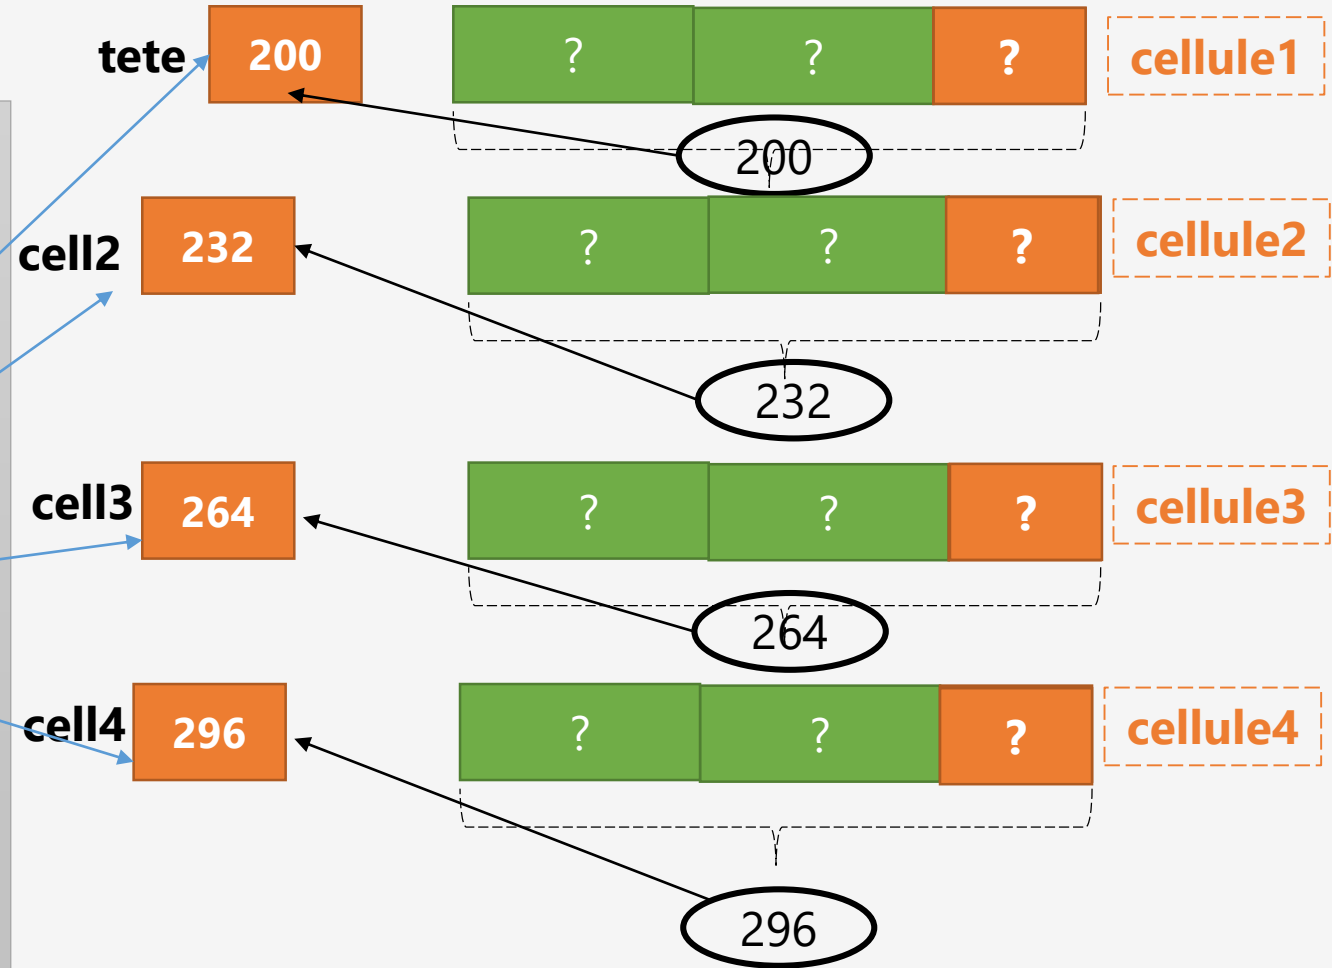 tete 200 ? ? ? cellule1
200
cell2 232 ? ? ? cellule2
232
cell3 264 ? ? ? cellule3
264
cell4 296 ? ? ? cellule4
296